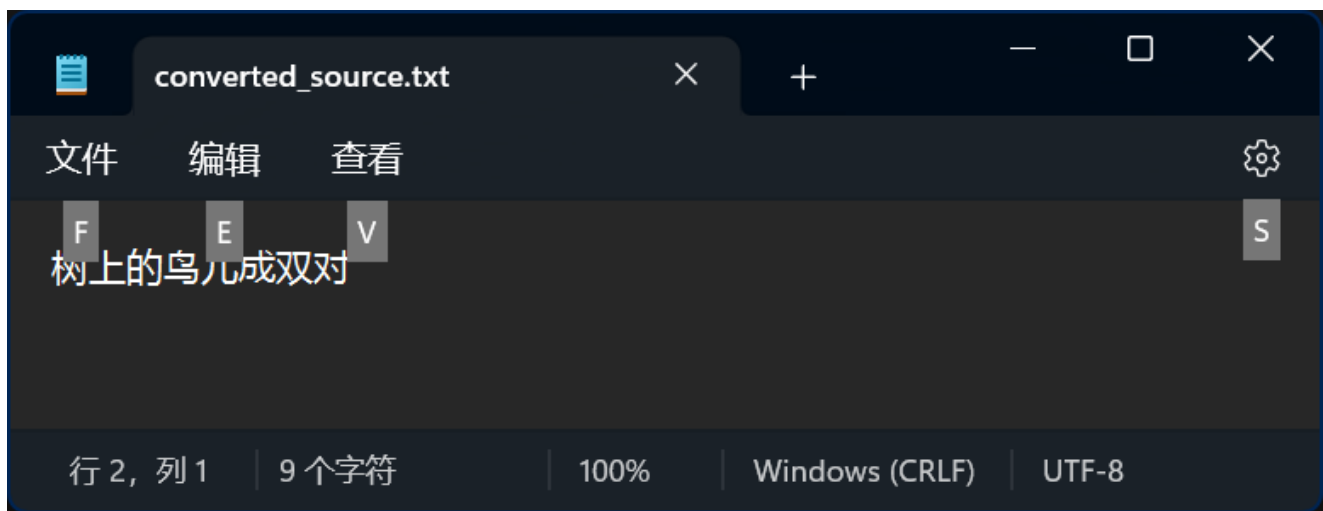 converted_source.txt
文件 编辑 查看
F E V S
树上的鸟儿成双对
行 2，列 1 9 个字符 100% Windows (CRLF) UTF-8